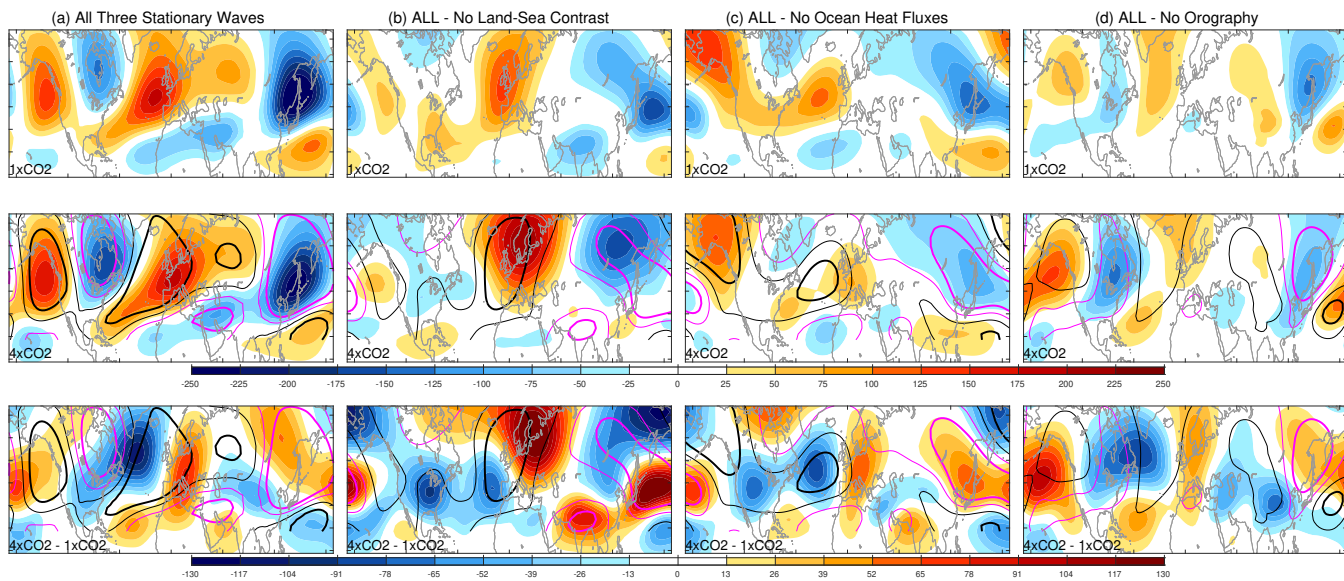 (a) All Three Stationary Waves
(b) ALL - No Land-Sea Contrast
(c) ALL - No Ocean Heat Fluxes
(d) ALL - No Orography
1xCO2
1xCO2
1xCO2
1xCO2
4xCO2
4xCO2
4xCO2
4xCO2
-250 -225 -200 -175 -150 -125 -100 -75 -50 -25 0 25 50 75 100 125 150 175 200 225 250
4xCO2 - 1xCO2
4xCO2 - 1xCO2
4xCO2 - 1xCO2
4xCO2 - 1xCO2
-130 -117 -104 -91 -78 -65 -52 -39 -26 -13 0 13 26 39 52 65 78 91 104 117 130